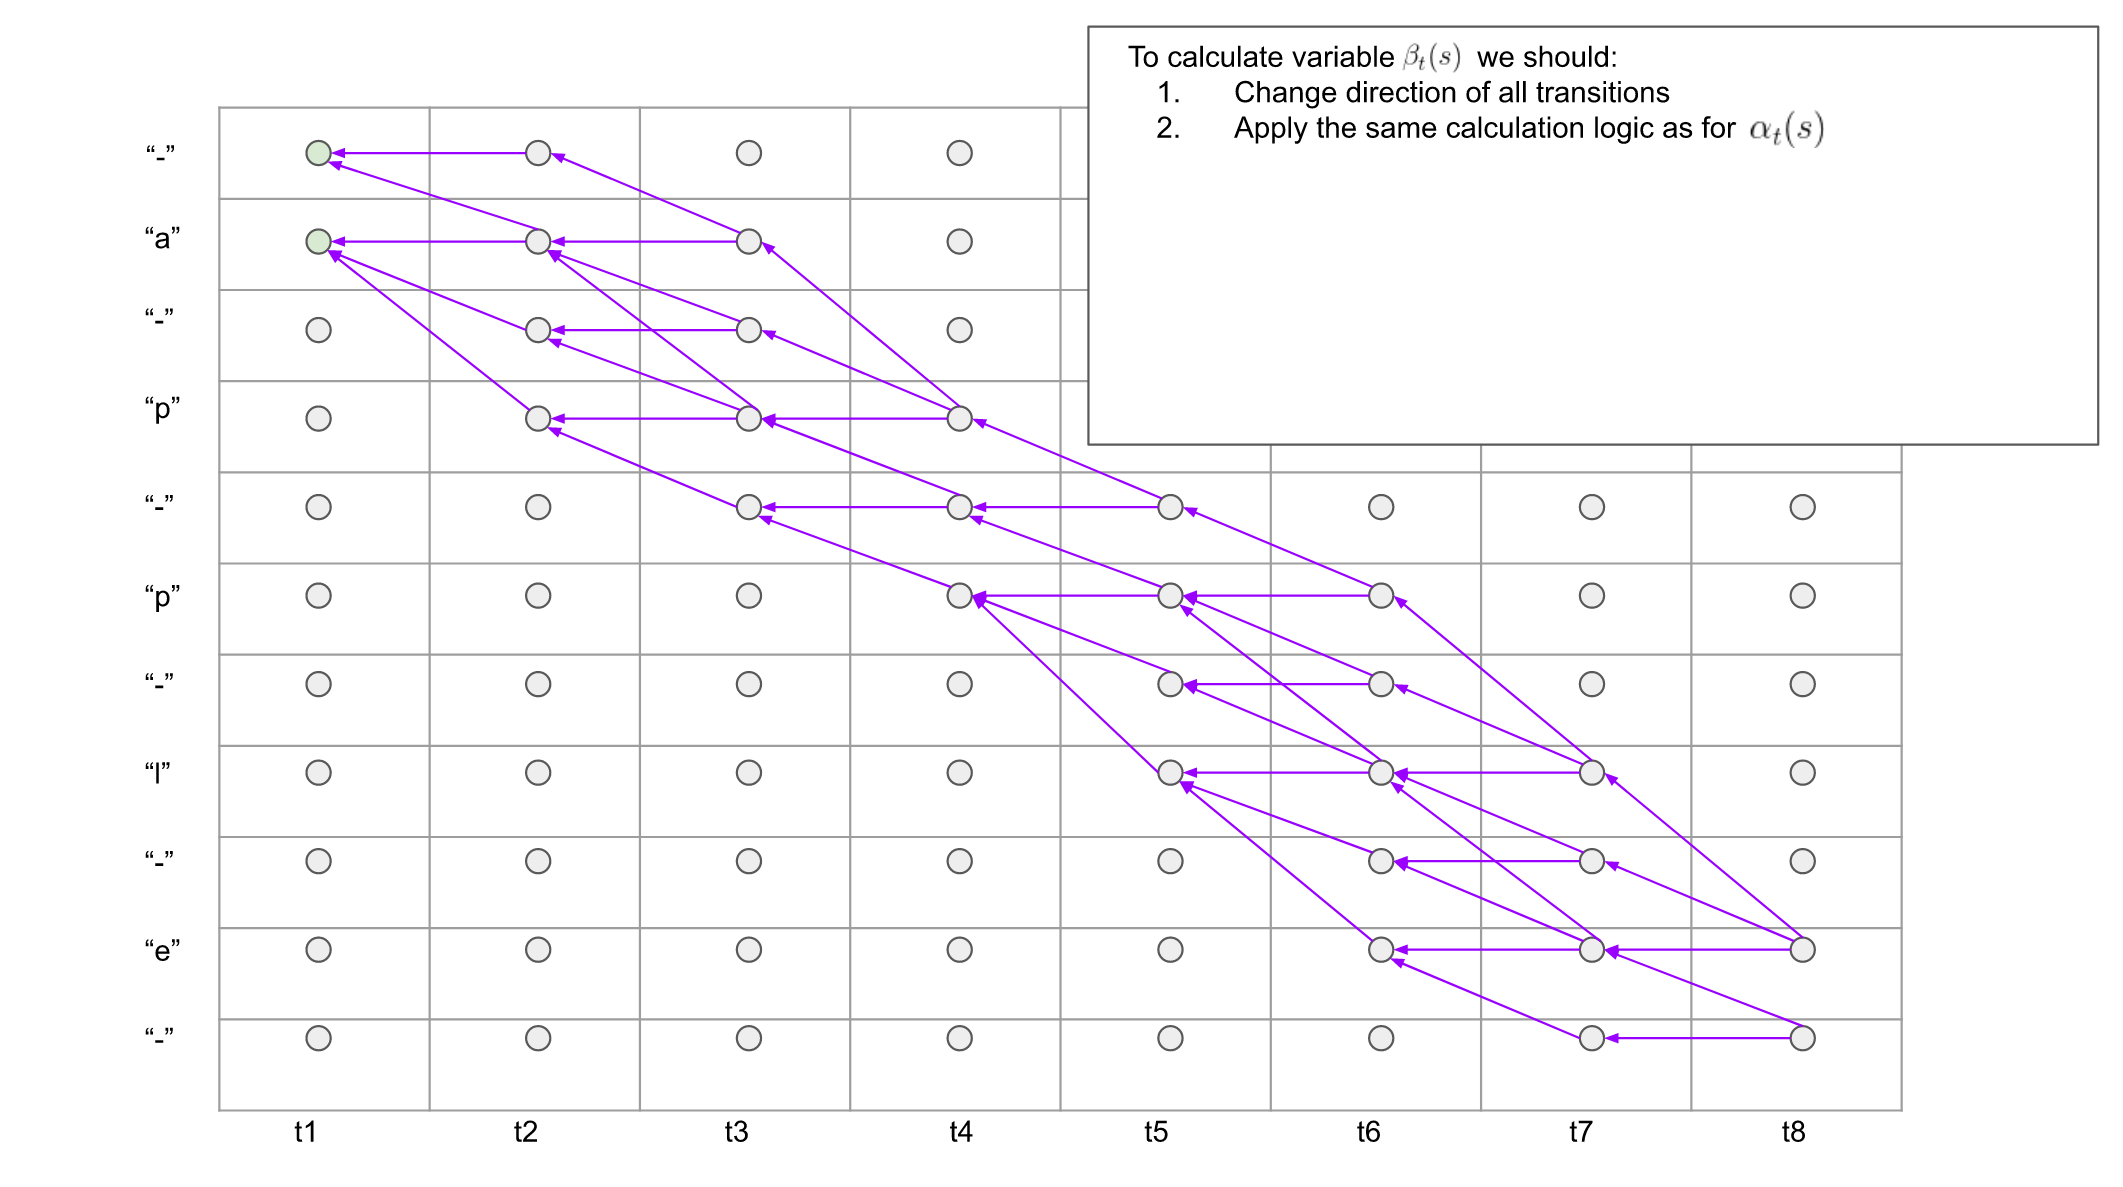 To calculate variable βₜ(s) we should:
1. Change direction of all transitions
2. Apply the same calculation logic as for αₜ(s)
“-”
“a”
“-”
“p”
“-”
“p”
“-”
“l”
“-”
“e”
“-”
t1 t2 t3 t4 t5 t6 t7 t8